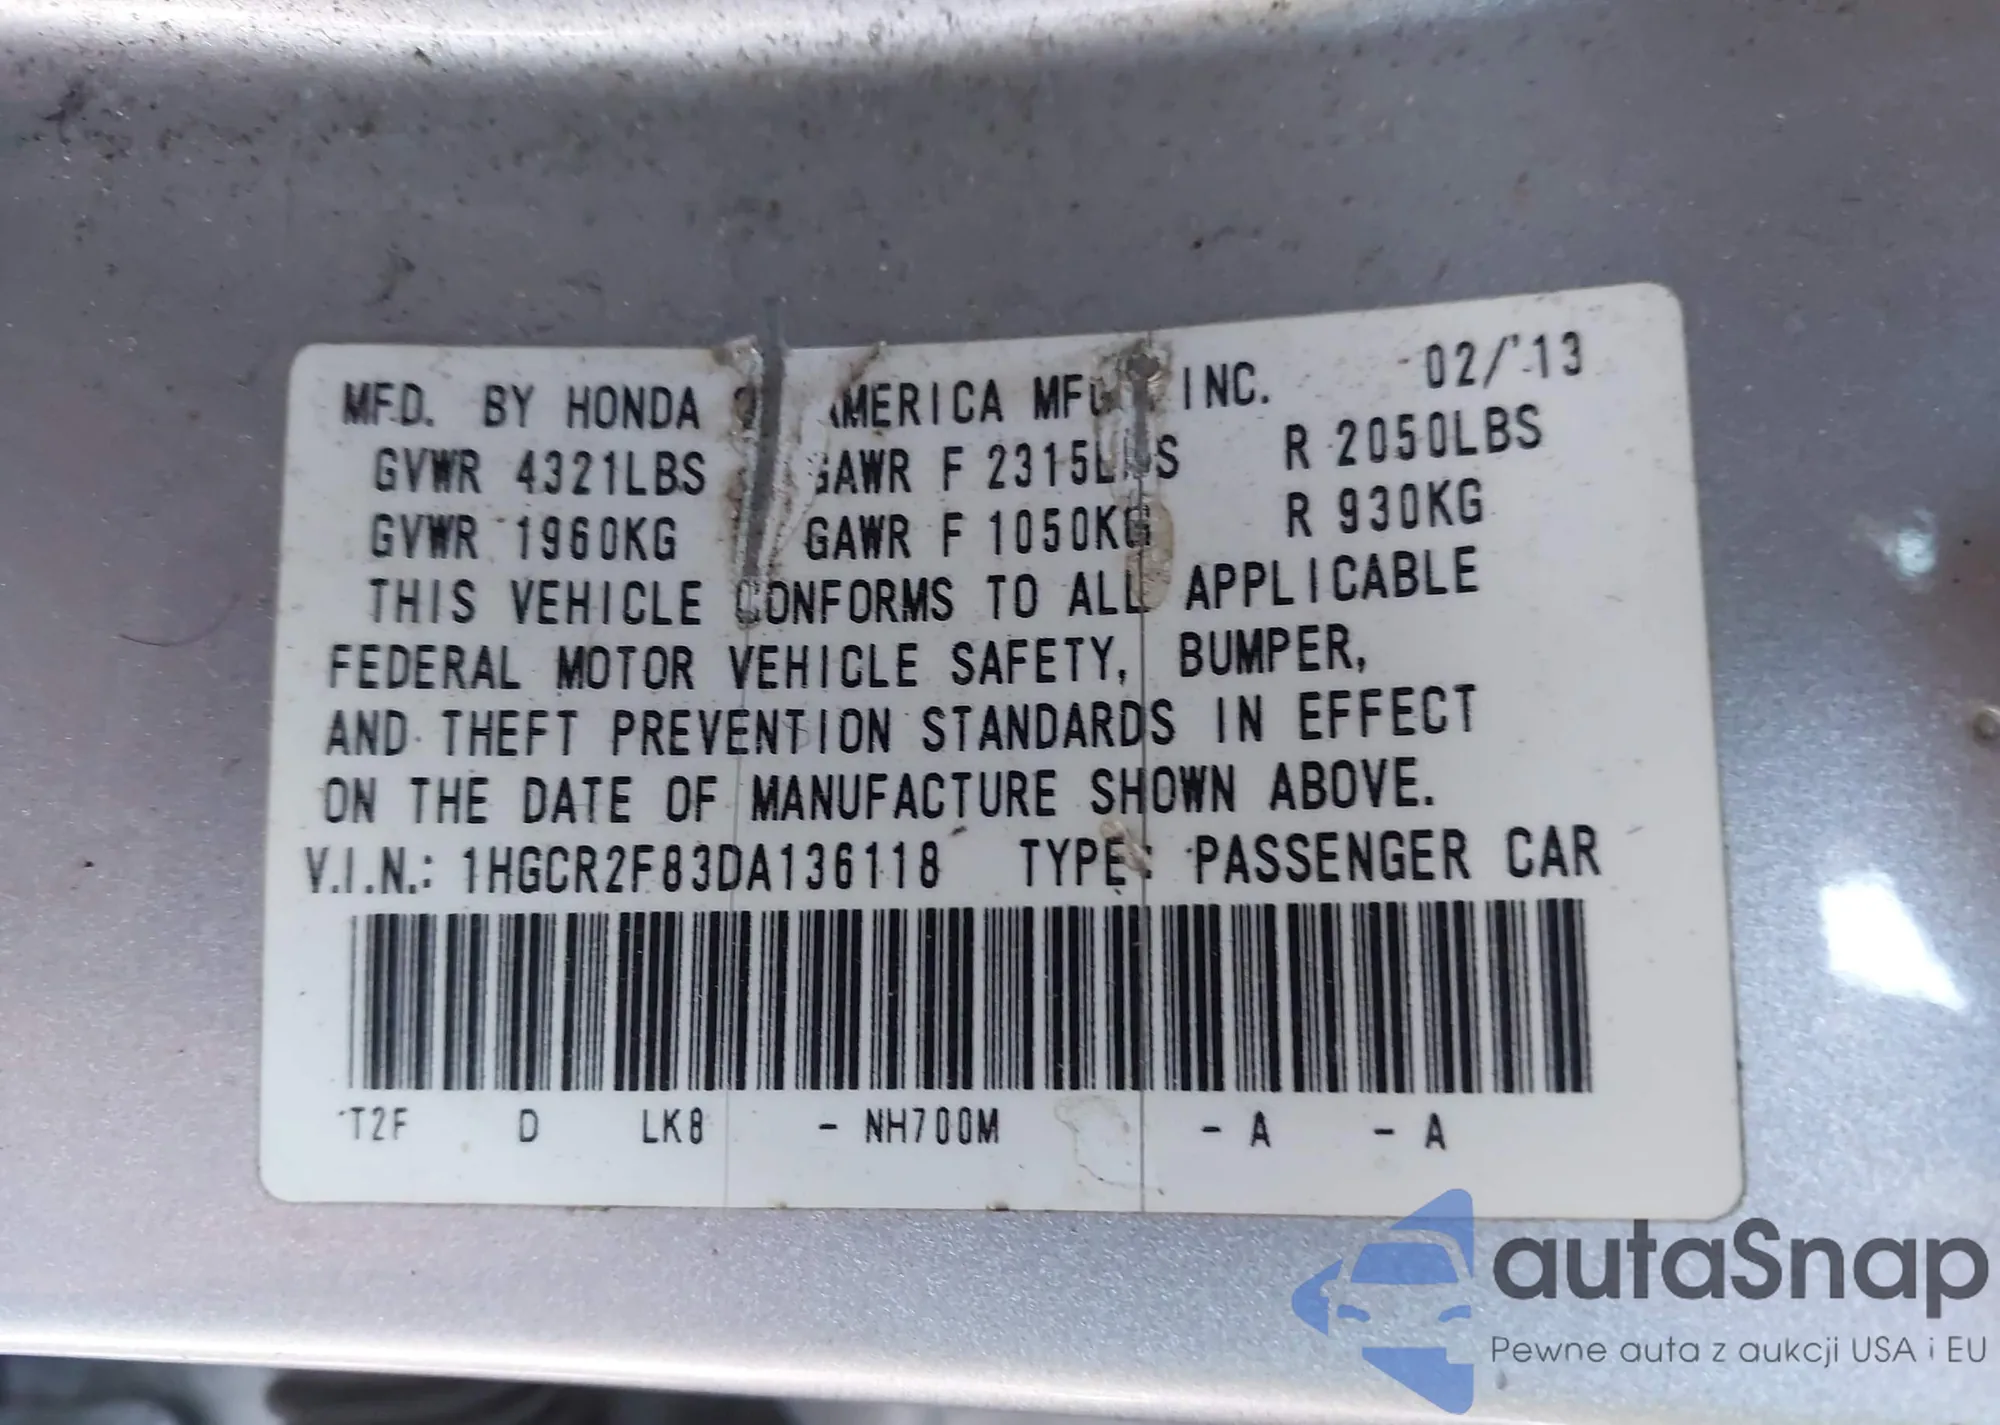 MFD. BY HONDA AMERICA MFG., INC. 02/'13
GVWR 4321LBS GAWR F 2315LBS R 2050LBS
GVWR 1960KG GAWR F 1050KG R 930KG
THIS VEHICLE CONFORMS TO ALL APPLICABLE
FEDERAL MOTOR VEHICLE SAFETY, BUMPER,
AND THEFT PREVENTION STANDARDS IN EFFECT
ON THE DATE OF MANUFACTURE SHOWN ABOVE.
V.I.N.: 1HGCR2F83DA136118 TYPE: PASSENGER CAR
T2F D LK8 - NH700M - A - A
autaSnap
Pewne auta z aukcji USA i EU